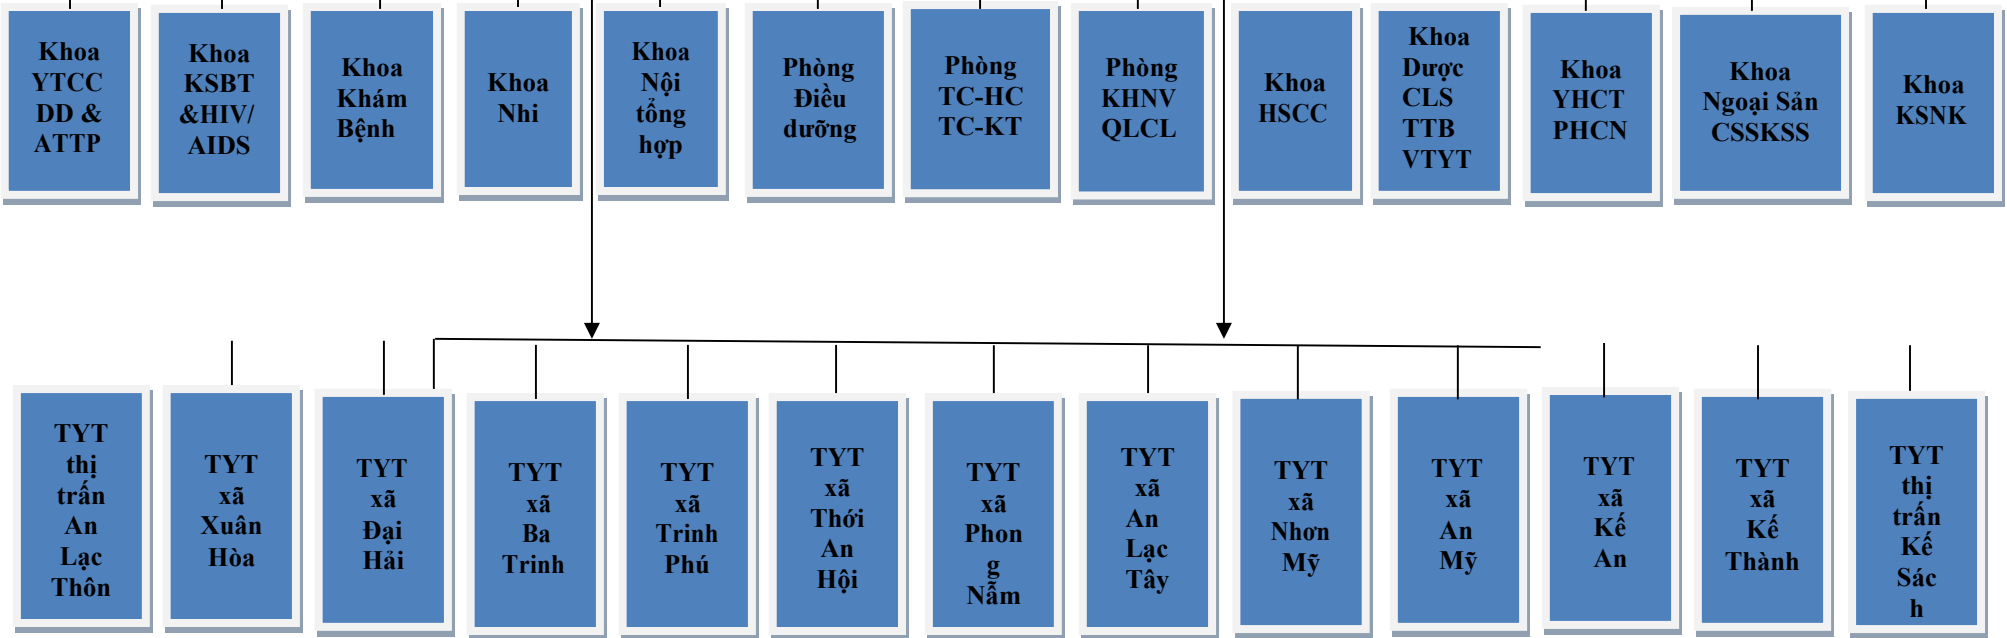 Khoa
YTCC
DD &
ATTP
Khoa
KSBT
&HIV/
AIDS
Khoa
Khám
Bệnh
Khoa
Nhi
Khoa
Nội
tổng
hợp
Phòng
Điều
dưỡng
Phòng
TC-HC
TC-KT
Phòng
KHNV
QLCL
Khoa
HSCC
Khoa
Dược
CLS
TTB
VTYT
Khoa
YHCT
PHCN
Khoa
Ngoại Sản
CSSKSS
Khoa
KSNK
TYT
thị
trấn
An
Lạc
Thôn
TYT
xã
Xuân
Hòa
TYT
xã
Đại
Hải
TYT
xã
Ba
Trinh
TYT
xã
Trinh
Phú
TYT
xã
Thới
An
Hội
TYT
xã
Phon
g
Nẫm
TYT
xã
An
Lạc
Tây
TYT
xã
Nhơn
Mỹ
TYT
xã
An
Mỹ
TYT
xã
Kế
An
TYT
xã
Kế
Thành
TYT
thị
trấn
Kế
Sác
h